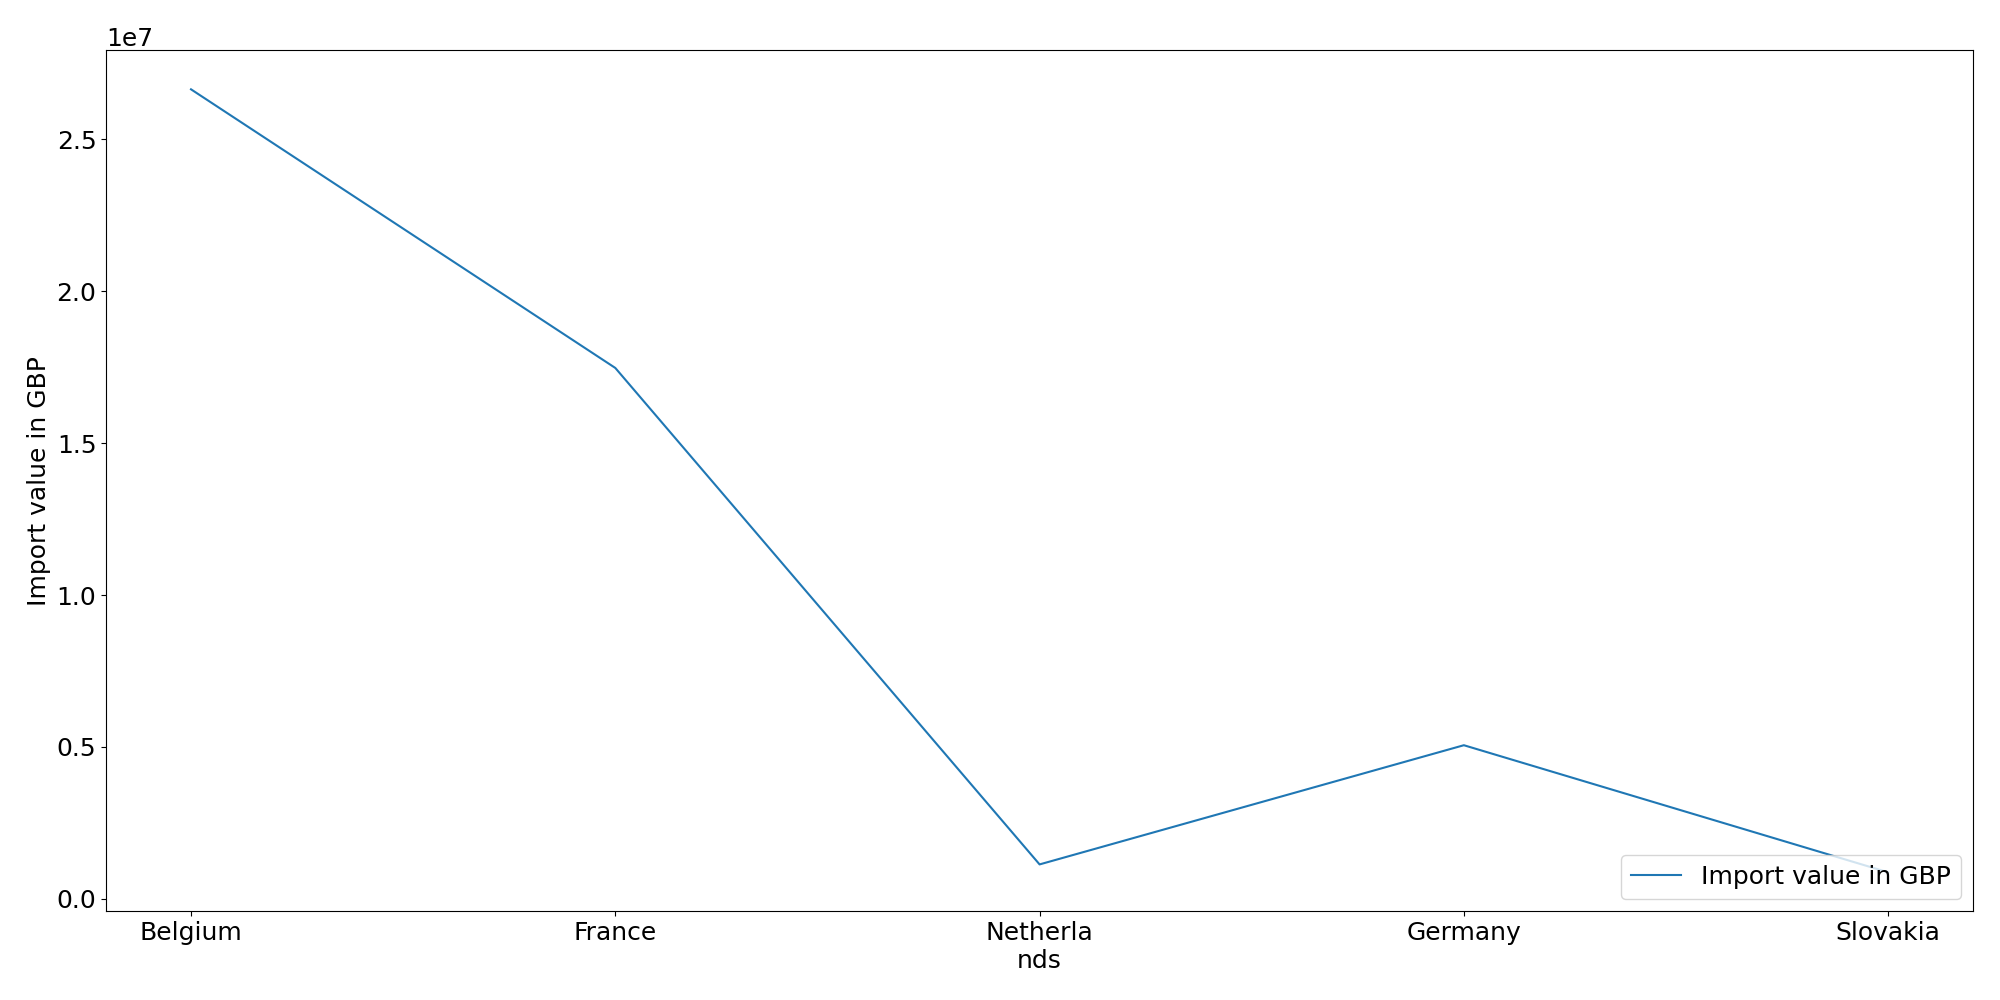 1e7
2.5
2.0
1.5
1.0
0.5
0.0
Import value in GBP
Import value in GBP
Belgium
France
Netherla
nds
Germany
Slovakia